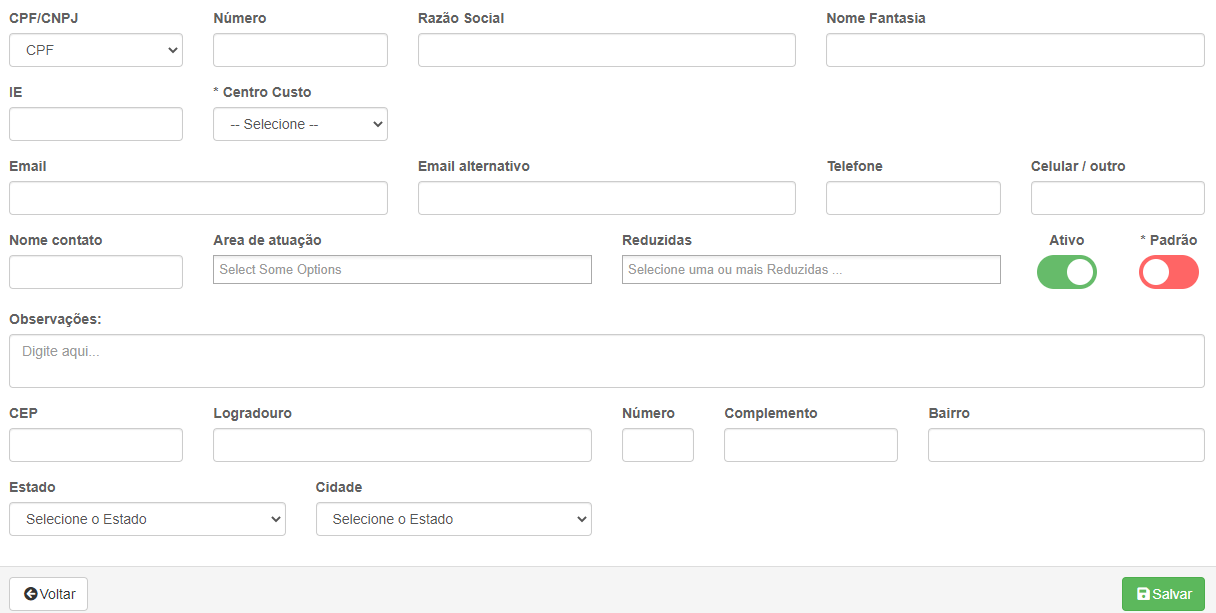 CPF/CNPJ Número Razão Social Nome Fantasia
CPF
IE * Centro Custo
-- Selecione --
Email Email alternativo Telefone Celular / outro
Nome contato Area de atuação Reduzidas Ativo * Padrão
Select Some Options Selecione uma ou mais Reduzidas ...
Observações:
Digite aqui...
CEP Logradouro Número Complemento Bairro
Estado Cidade
Selecione o Estado Selecione o Estado
Voltar Salvar